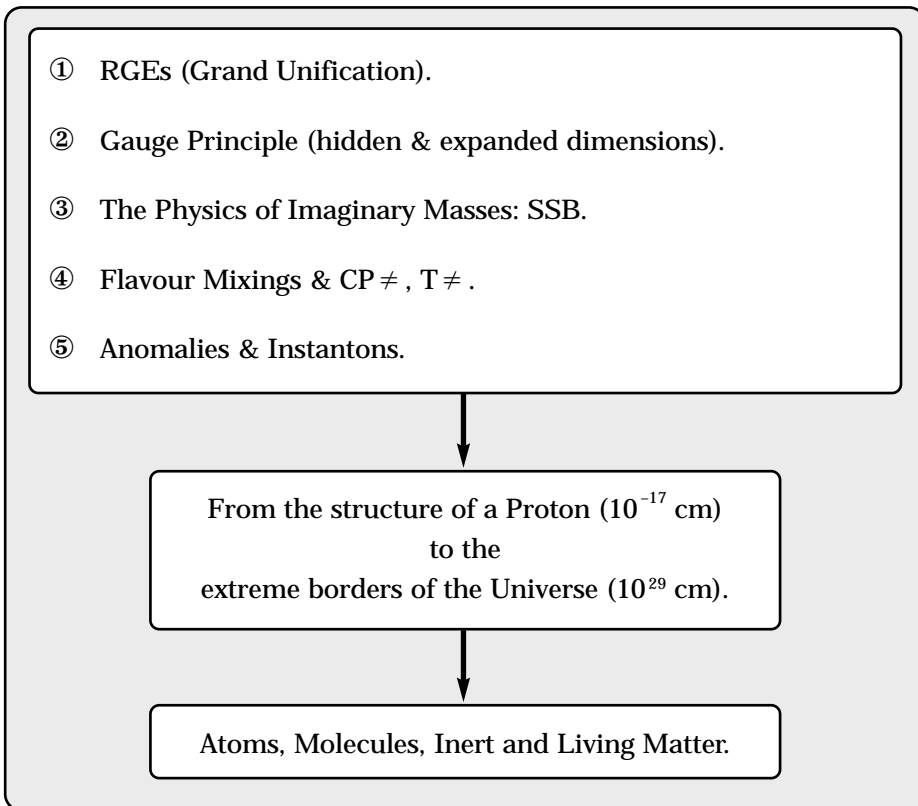 ① RGEs (Grand Unification).
② Gauge Principle (hidden & expanded dimensions).
③ The Physics of Imaginary Masses: SSB.
④ Flavour Mixings & CP ≠ , T ≠ .
⑤ Anomalies & Instantons.
From the structure of a Proton (10⁻¹⁷ cm)
to the
extreme borders of the Universe (10²⁹ cm).
Atoms, Molecules, Inert and Living Matter.